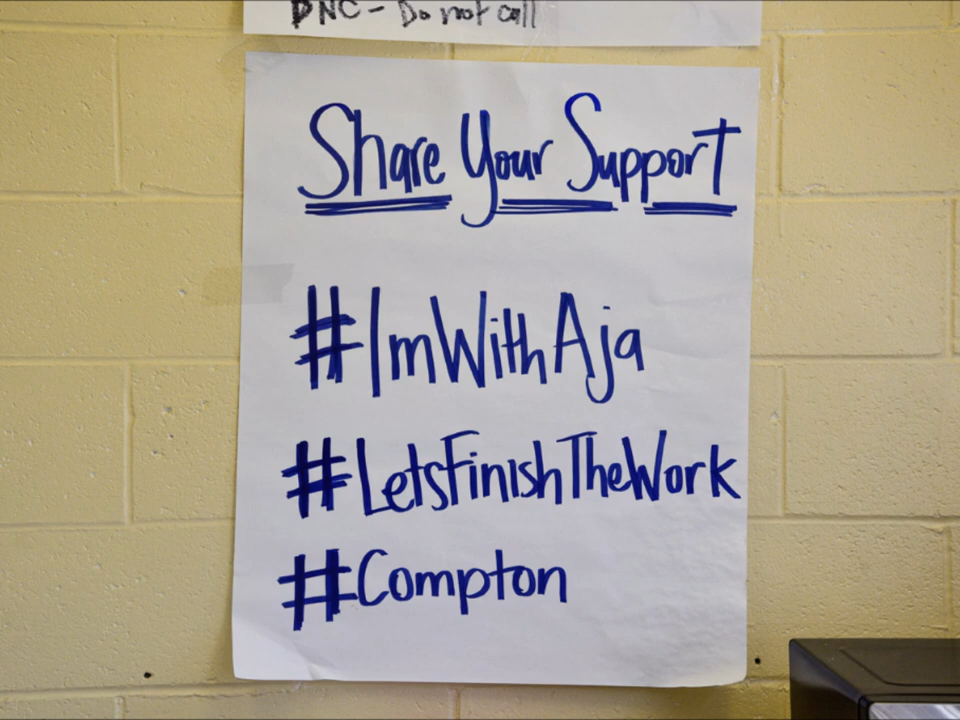 DNC - Do not call
Share Your Support
#ImWithAja
#LetsFinishTheWork
#Compton